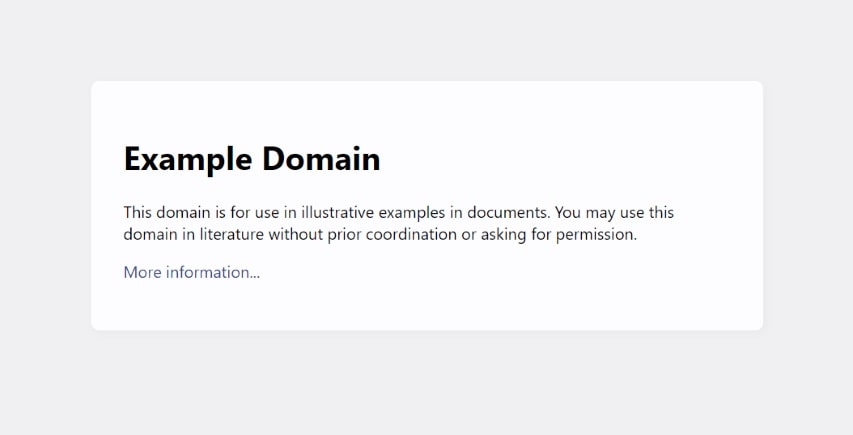 Example Domain
This domain is for use in illustrative examples in documents. You may use this
domain in literature without prior coordination or asking for permission.
More information...